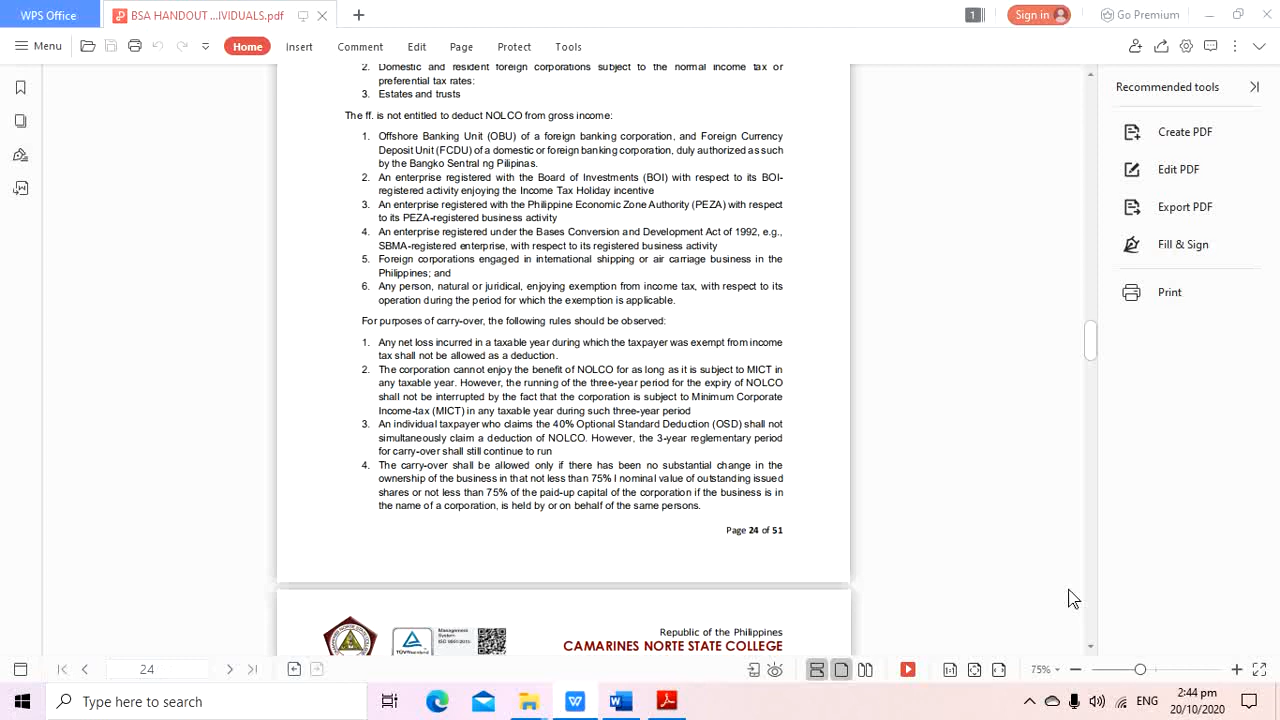 WPS Office
BSA HANDOUT ...IVIDUALS.pdf
1
Sign in
Go Premium
Menu
Home
Insert
Comment
Edit
Page
Protect
Tools
2. Domestic and resident foreign corporations subject to the normal income tax or
preferential tax rates:
3. Estates and trusts
The ff. is not entitled to deduct NOLCO from gross income:
1. Offshore Banking Unit (OBU) of a foreign banking corporation, and Foreign Currency
Deposit Unit (FCDU) of a domestic or foreign banking corporation, duly authorized as such
by the Bangko Sentral ng Pilipinas.
2. An enterprise registered with the Board of Investments (BOI) with respect to its BOI-
registered activity enjoying the Income Tax Holiday incentive
3. An enterprise registered with the Philippine Economic Zone Authority (PEZA) with respect
to its PEZA-registered business activity
4. An enterprise registered under the Bases Conversion and Development Act of 1992, e.g.,
SBMA-registered enterprise, with respect to its registered business activity
5. Foreign corporations engaged in international shipping or air carriage business in the
Philippines; and
6. Any person, natural or juridical, enjoying exemption from income tax, with respect to its
operation during the period for which the exemption is applicable.
For purposes of carry-over, the following rules should be observed:
1. Any net loss incurred in a taxable year during which the taxpayer was exempt from income
tax shall not be allowed as a deduction.
2. The corporation cannot enjoy the benefit of NOLCO for as long as it is subject to MICT in
any taxable year. However, the running of the three-year period for the expiry of NOLCO
shall not be interrupted by the fact that the corporation is subject to Minimum Corporate
Income-tax (MICT) in any taxable year during such three-year period
3. An individual taxpayer who claims the 40% Optional Standard Deduction (OSD) shall not
simultaneously claim a deduction of NOLCO. However, the 3-year reglementary period
for carry-over shall still continue to run
4. The carry-over shall be allowed only if there has been no substantial change in the
ownership of the business in that not less than 75% I nominal value of outstanding issued
shares or not less than 75% of the paid-up capital of the corporation if the business is in
the name of a corporation, is held by or on behalf of the same persons.
Page 24 of 51
Management
System
ISO 9001:2015
Republic of the Philippines
CAMARINES NORTE STATE COLLEGE
Recommended tools
Create PDF
Edit PDF
Export PDF
Fill & Sign
Print
24
75%
Type here to search
ENG
2:44 pm
20/10/2020